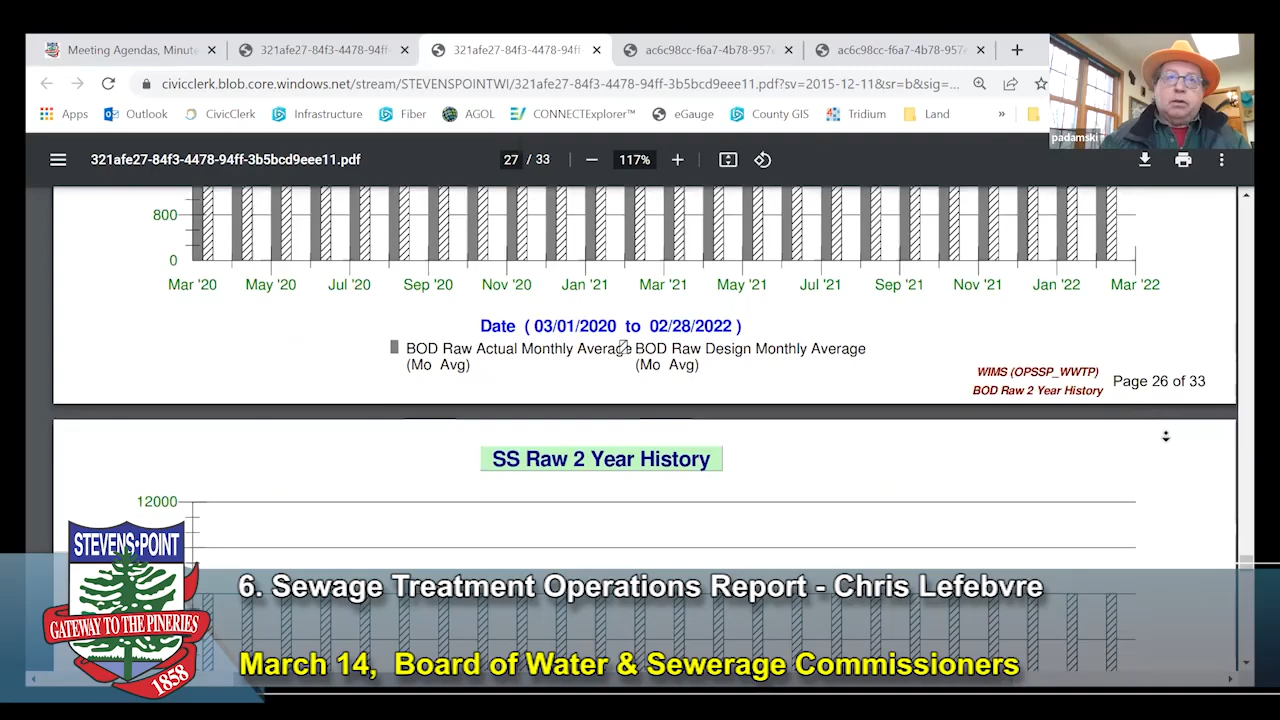 Meeting Agendas, Minute
321afe27-84f3-4478-94ff
321afe27-84f3-4478-94ff
ac6c98cc-f6a7-4b78-957
ac6c98cc-f6a7-4b78-957
civicclerk.blob.core.windows.net/stream/STEVENSPOINTWI/321afe27-84f3-4478-94ff-3b5bcd9eee11.pdf?sv=2015-12-11&sr=b&sig=...
Apps
Outlook
CivicClerk
Infrastructure
Fiber
AGOL
CONNECTExplorer™
eGauge
County GIS
Tridium
Land
»
padamski
321afe27-84f3-4478-94ff-3b5bcd9eee11.pdf
27 / 33
117%
800
0
Mar '20 May '20 Jul '20 Sep '20 Nov '20 Jan '21 Mar '21 May '21 Jul '21 Sep '21 Nov '21 Jan '22 Mar '22
Date ( 03/01/2020 to 02/28/2022 )
BOD Raw Actual Monthly Average
(Mo Avg)
BOD Raw Design Monthly Average
(Mo Avg)
WIMS (OPSSP_WWTP)
BOD Raw 2 Year History
Page 26 of 33
SS Raw 2 Year History
12000
STEVENS•POINT
GATEWAY TO THE PINERIES
1858
6. Sewage Treatment Operations Report - Chris Lefebvre
March 14, Board of Water & Sewerage Commissioners